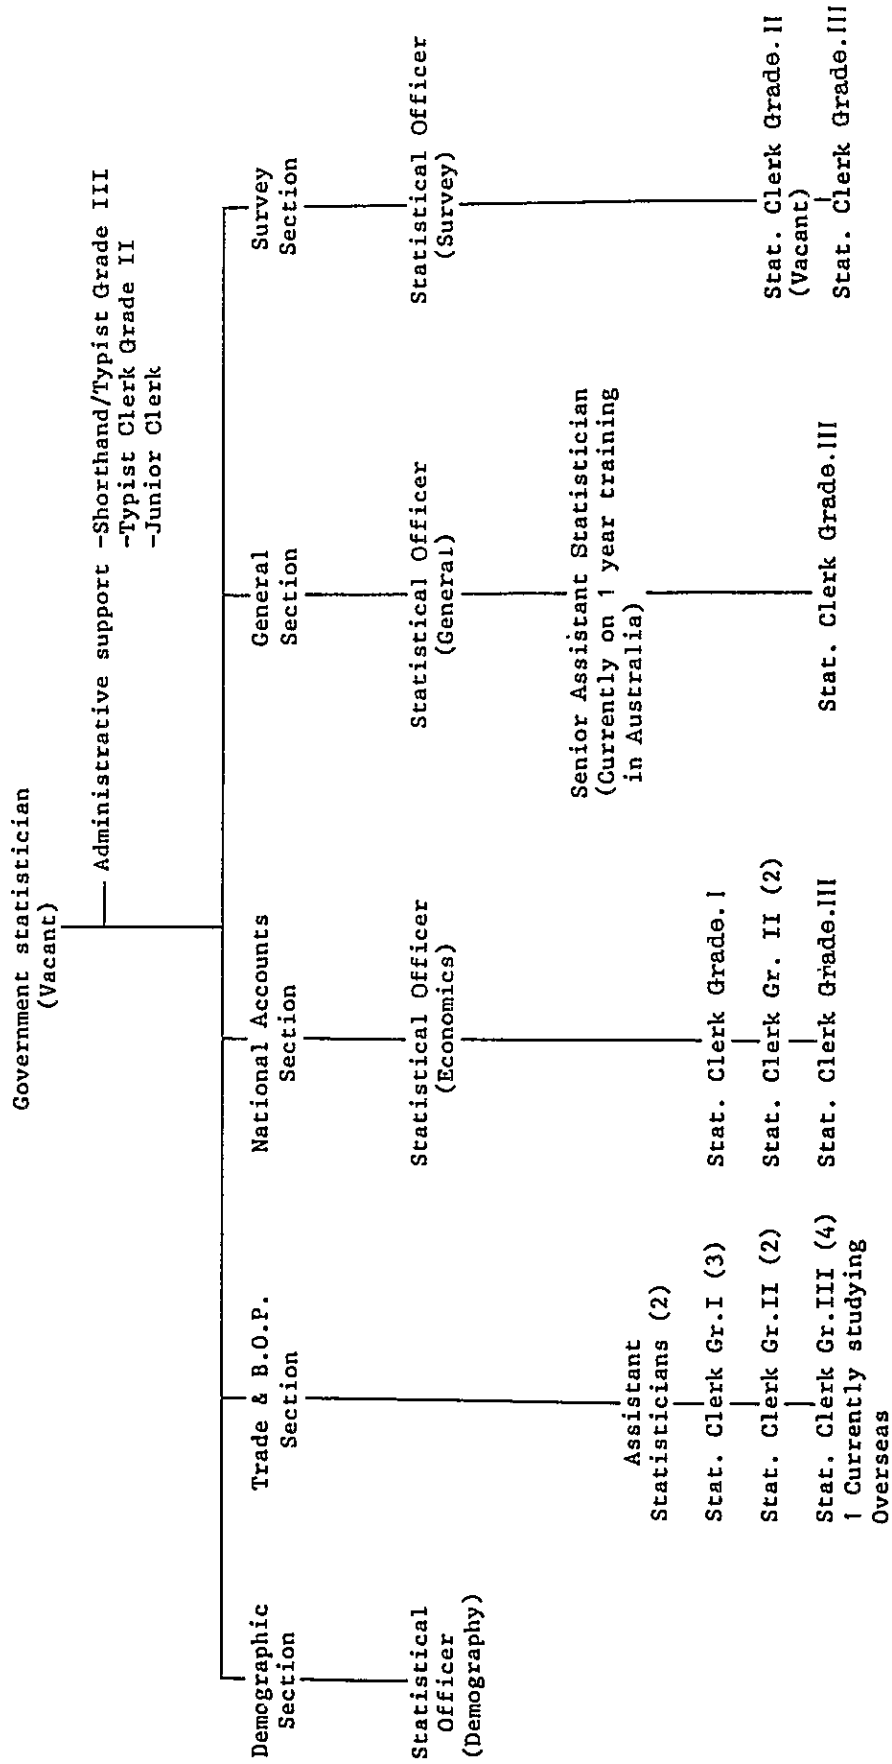 Government statistician
(Vacant)
Administrative support -Shorthand/Typist Grade III
-Typist Clerk Grade II
-Junior Clerk
Demographic
Section
Statistical
Officer
(Demography)
Trade & B.O.P.
Section
Assistant
Statisticians (2)
Stat. Clerk Gr.I (3)
Stat. Clerk Gr.II (2)
Stat. Clerk Gr.III (4)
1 Currently studying
Overseas
National Accounts
Section
Statistical Officer
(Economics)
Stat. Clerk Grade.I
Stat. Clerk Gr. II (2)
Stat. Clerk Grade.III
General
Section
Statistical Officer
(General)
Senior Assistant Statistician
(Currently on 1 year training
in Australia)
Stat. Clerk Grade.III
Survey
Section
Statistical Officer
(Survey)
Stat. Clerk Grade.II
(Vacant)
Stat. Clerk Grade.III